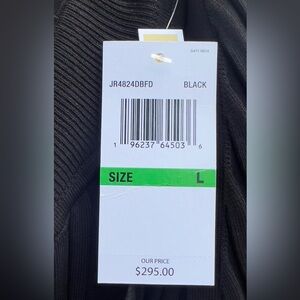 JR4824DBFD BLACK
1 96237 64503 6
SIZE L
OUR PRICE
$295.00